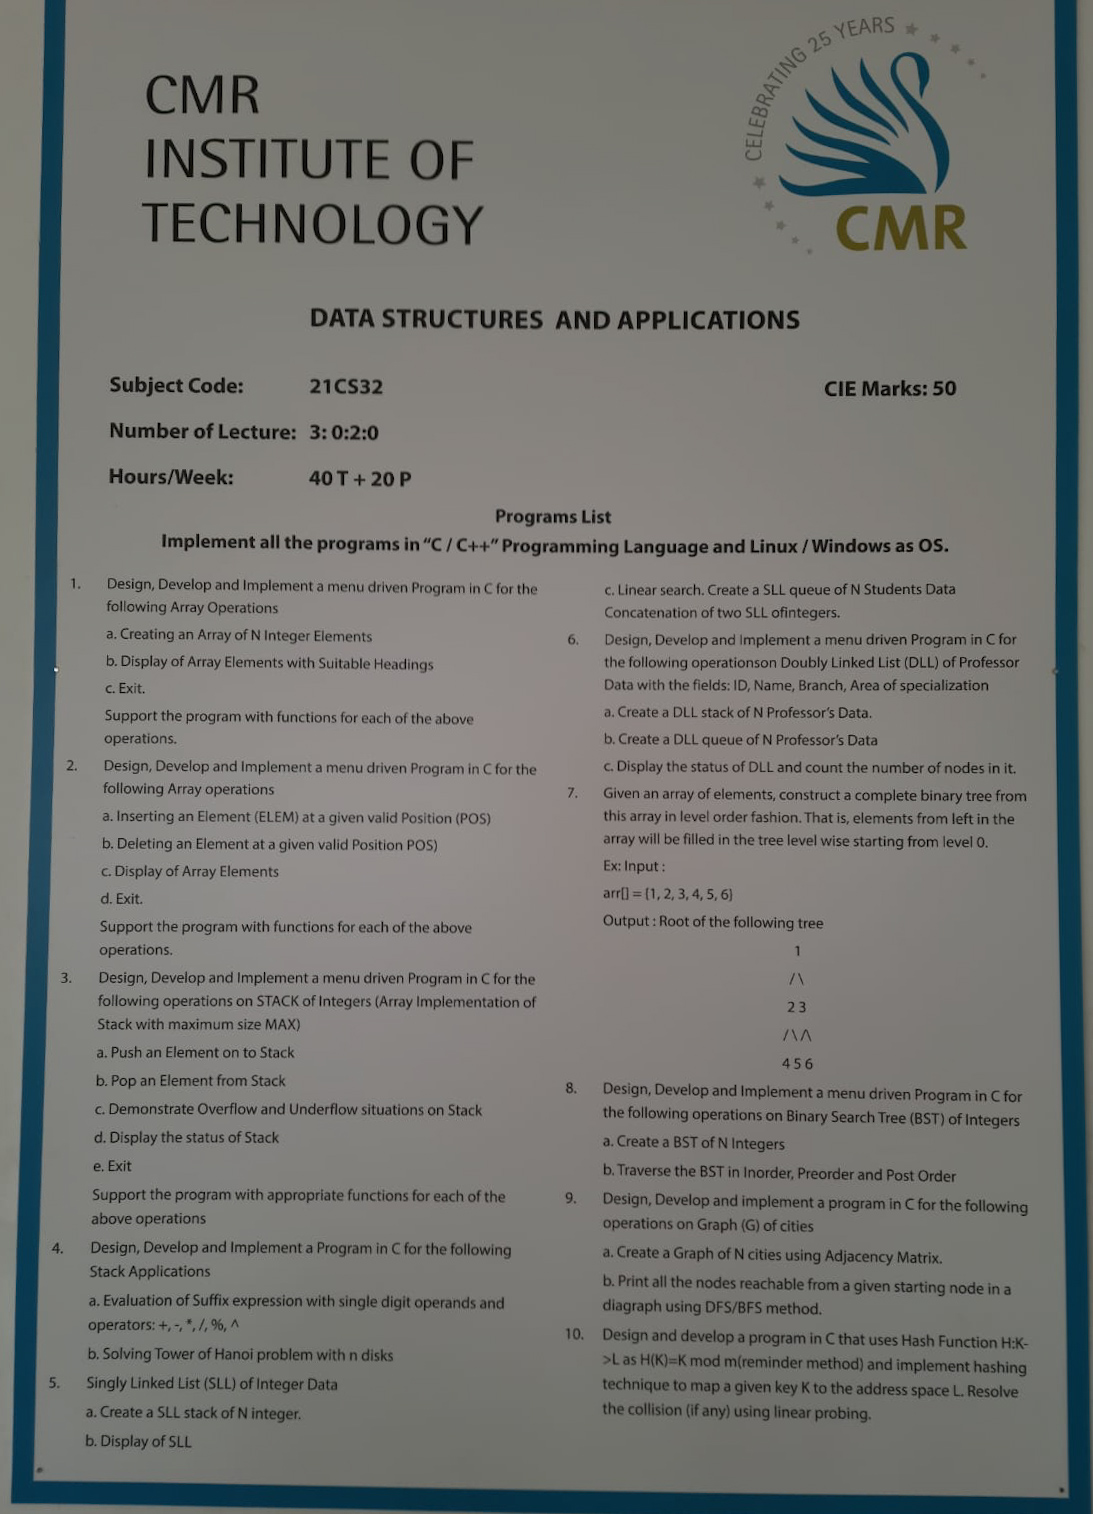 CMR
INSTITUTE OF
TECHNOLOGY
CELEBRATING 25 YEARS
CMR
DATA STRUCTURES AND APPLICATIONS
Subject Code: 21CS32 CIE Marks: 50
Number of Lecture: 3: 0:2:0
Hours/Week: 40 T + 20 P
Programs List
Implement all the programs in “C / C++” Programming Language and Linux / Windows as OS.
1. Design, Develop and Implement a menu driven Program in C for the
following Array Operations
a. Creating an Array of N Integer Elements
b. Display of Array Elements with Suitable Headings
c. Exit.
Support the program with functions for each of the above
operations.
2. Design, Develop and Implement a menu driven Program in C for the
following Array operations
a. Inserting an Element (ELEM) at a given valid Position (POS)
b. Deleting an Element at a given valid Position POS)
c. Display of Array Elements
d. Exit.
Support the program with functions for each of the above
operations.
3. Design, Develop and Implement a menu driven Program in C for the
following operations on STACK of Integers (Array Implementation of
Stack with maximum size MAX)
a. Push an Element on to Stack
b. Pop an Element from Stack
c. Demonstrate Overflow and Underflow situations on Stack
d. Display the status of Stack
e. Exit
Support the program with appropriate functions for each of the
above operations
4. Design, Develop and Implement a Program in C for the following
Stack Applications
a. Evaluation of Suffix expression with single digit operands and
operators: +, -, *, /, %, ^
b. Solving Tower of Hanoi problem with n disks
5. Singly Linked List (SLL) of Integer Data
a. Create a SLL stack of N integer.
b. Display of SLL
c. Linear search. Create a SLL queue of N Students Data
Concatenation of two SLL ofintegers.
6. Design, Develop and Implement a menu driven Program in C for
the following operationson Doubly Linked List (DLL) of Professor
Data with the fields: ID, Name, Branch, Area of specialization
a. Create a DLL stack of N Professor’s Data.
b. Create a DLL queue of N Professor’s Data
c. Display the status of DLL and count the number of nodes in it.
7. Given an array of elements, construct a complete binary tree from
this array in level order fashion. That is, elements from left in the
array will be filled in the tree level wise starting from level 0.
Ex: Input :
arr[] = {1, 2, 3, 4, 5, 6}
Output : Root of the following tree
1
/ \
2 3
/ \ /\
4 5 6
8. Design, Develop and Implement a menu driven Program in C for
the following operations on Binary Search Tree (BST) of Integers
a. Create a BST of N Integers
b. Traverse the BST in Inorder, Preorder and Post Order
9. Design, Develop and implement a program in C for the following
operations on Graph (G) of cities
a. Create a Graph of N cities using Adjacency Matrix.
b. Print all the nodes reachable from a given starting node in a
diagraph using DFS/BFS method.
10. Design and develop a program in C that uses Hash Function H:K-
>L as H(K)=K mod m(reminder method) and implement hashing
technique to map a given key K to the address space L. Resolve
the collision (if any) using linear probing.